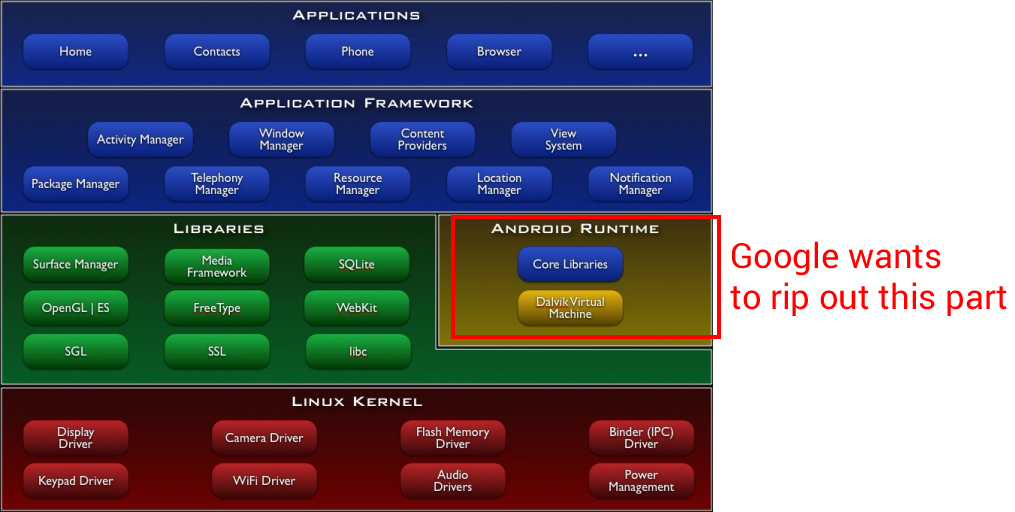 APPLICATIONS
Home
Contacts
Phone
Browser
...
APPLICATION FRAMEWORK
Activity Manager
Window
Manager
Content
Providers
View
System
Package Manager
Telephony
Manager
Resource
Manager
Location
Manager
Notification
Manager
LIBRARIES
Surface Manager
Media
Framework
SQLite
OpenGL | ES
FreeType
WebKit
SGL
SSL
libc
ANDROID RUNTIME
Core Libraries
Dalvik Virtual
Machine
Google wants
to rip out this part
LINUX KERNEL
Display
Driver
Camera Driver
Flash Memory
Driver
Binder (IPC)
Driver
Keypad Driver
WiFi Driver
Audio
Drivers
Power
Management